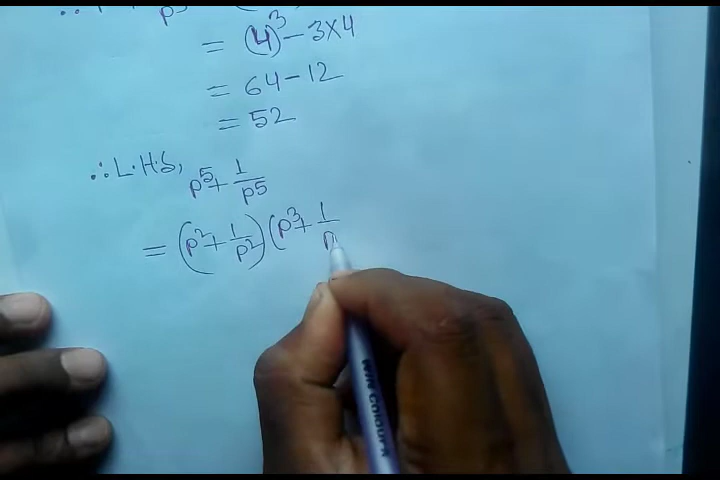 = (4)³ - 3×4
= 64 - 12
= 52
∴ L.H.S, p⁵ + 1/p⁵
= (p² + 1/p²) (p³ + 1/p